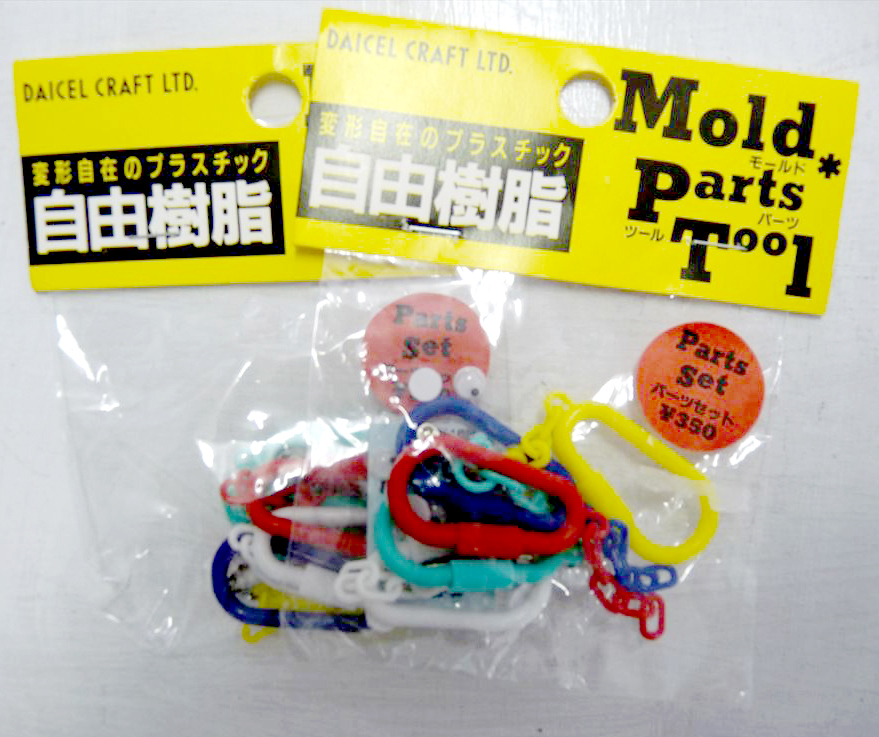 DAICEL CRAFT LTD.
変形自在のプラスチック
自由樹脂
DAICEL CRAFT LTD.
変形自在のプラスチック
自由樹脂
Mold*
モールド
Parts
パーツ
ツール
Tool
Parts
Set
Parts
Set
パーツセット
¥350